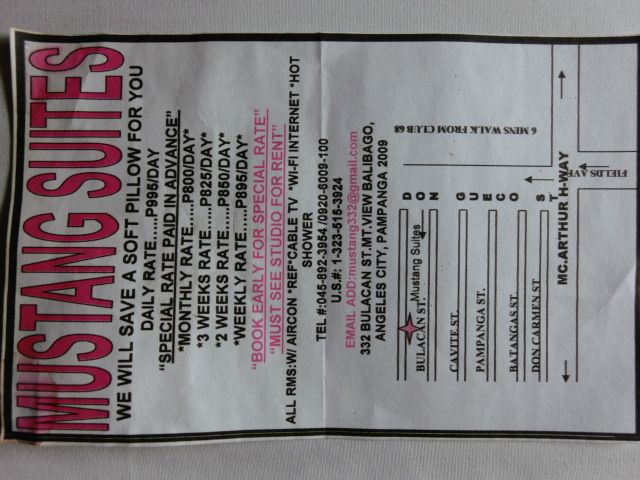 MUSTANG SUITES
WE WILL SAVE A SOFT PILLOW FOR YOU
DAILY RATE......P995/DAY
"SPECIAL RATE PAID IN ADVANCE"
*MONTHLY RATE......P800/DAY*
*3 WEEKS RATE....P825/DAY*
*2 WEEKS RATE....P850/DAY*
*WEEKLY RATE.....P895/DAY*
"BOOK EARLY FOR SPECIAL RATE"
"MUST SEE STUDIO FOR RENT"
ALL RMS:W/ AIRCON *REF*CABLE TV *WI-FI INTERNET *HOT
SHOWER
TEL #:045-892-3954 /0920-6009-100
U.S.#: 1-323-515-3924
EMAIL ADD:mustang332@gmail.com
332 BULACAN ST.MT.VIEW BALIBAGO,
ANGELES CITY, PAMPANGA 2009
6 MINS WALK FROM CLUB 68
DON GUECO ST
Mustang Suites
BULACAN ST.
CAVITE ST.
PAMPANGA ST.
BATANGAS ST.
DON CARMEN ST.
MC.ARTHUR H-WAY
FIELDS AVE